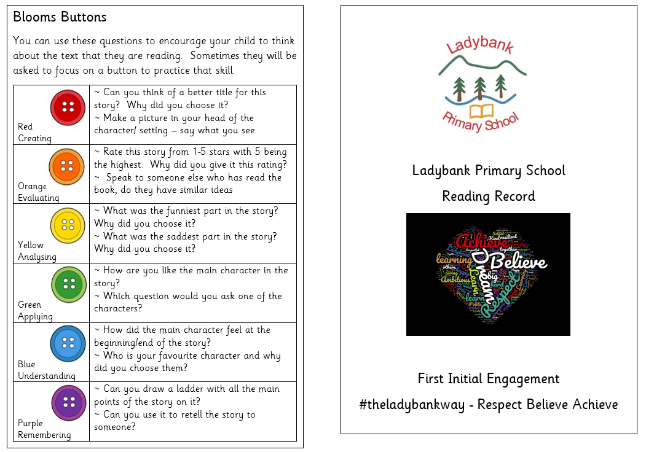 Blooms Buttons
You can use these questions to encourage your child to think
about the text that they are reading.  Sometimes they will be
asked to focus on a button to practice that skill.
Red
Creating
~ Can you think of a better title for this
story?  Why did you choose it?
~ Make a picture in your head of the
character/ setting – say what you see
Orange
Evaluating
~ Rate this story from 1-5 stars with 5 being
the highest.  Why did you give it this rating?
~  Speak to someone else who has read the
book, do they have similar ideas
Yellow
Analysing
~ What was the funniest part in the story?
Why did you choose it?
~ What was the saddest part in the story?
Why did you choose it?
Green
Applying
~ How are you like the main character in the
story?
~ Which question would you ask one of the
characters?
Blue
Understanding
~ How did the main character feel at the
beginning/end of the story?
~ Who is your favourite character and why
did you choose them?
Purple
Remembering
~ Can you draw a ladder with all the main
points of the story on it?
~ Can you use it to retell the story to
someone?
Ladybank
Primary School
Ladybank Primary School
Reading Record
Achieve
learning
Believe
Dream
big
Ambitious
Learn
Respect
First Initial Engagement
#theladybankway - Respect Believe Achieve